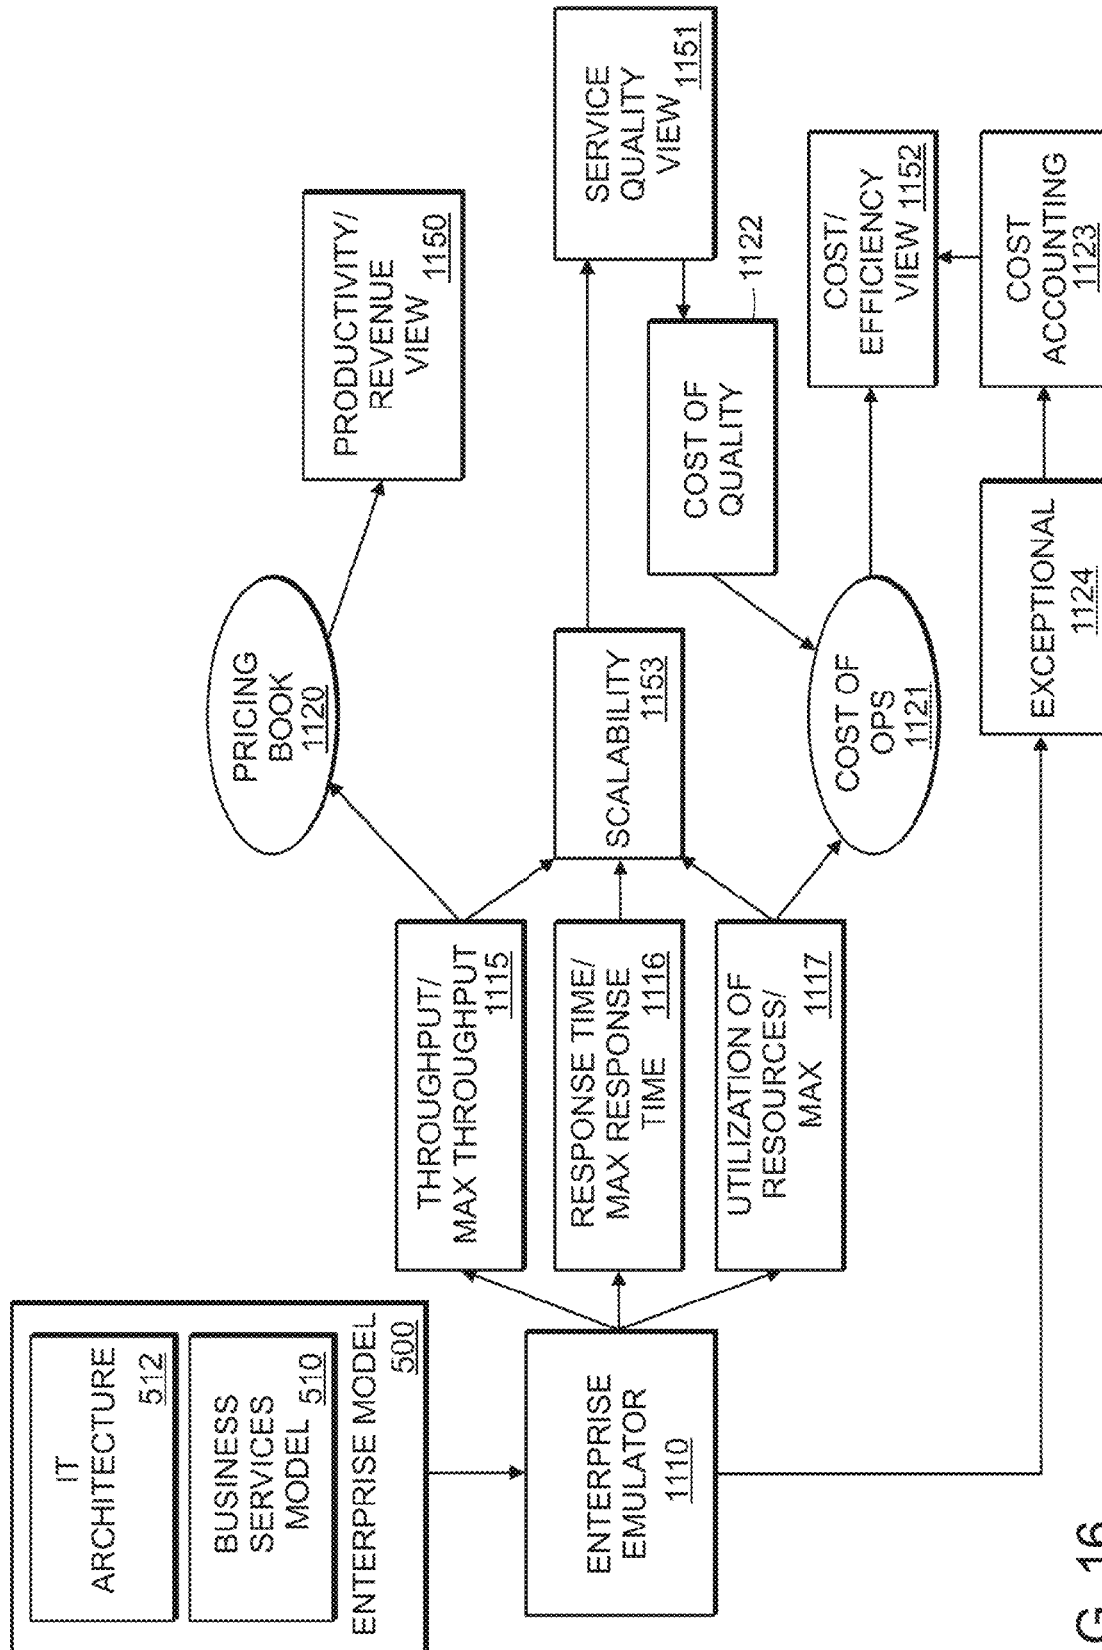 IT
ARCHITECTURE
512
BUSINESS
SERVICES
MODEL 510
ENTERPRISE MODEL
500
ENTERPRISE
EMULATOR
1110
THROUGHPUT/
MAX THROUGHPUT
1115
RESPONSE TIME/
MAX RESPONSE
TIME 1116
UTILIZATION OF
RESOURCES/
MAX 1117
PRICING
BOOK
1120
SCALABILITY
1153
COST OF
OPS
1121
EXCEPTIONAL
1124
PRODUCTIVITY/
REVENUE
VIEW 1150
SERVICE
QUALITY
VIEW 1151
COST OF
QUALITY
1122
COST/
EFFICIENCY
VIEW 1152
COST
ACCOUNTING
1123
G 16